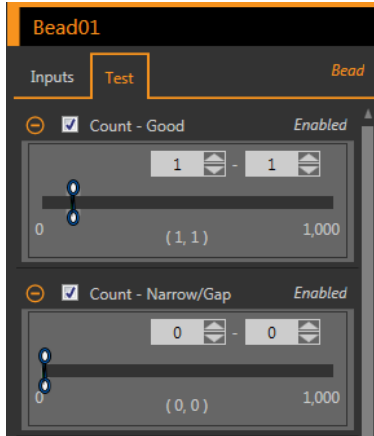 Bead01
Inputs Test Bead
Count - Good Enabled
1 - 1
0 (1, 1) 1,000
Count - Narrow/Gap Enabled
0 - 0
0 (0, 0) 1,000